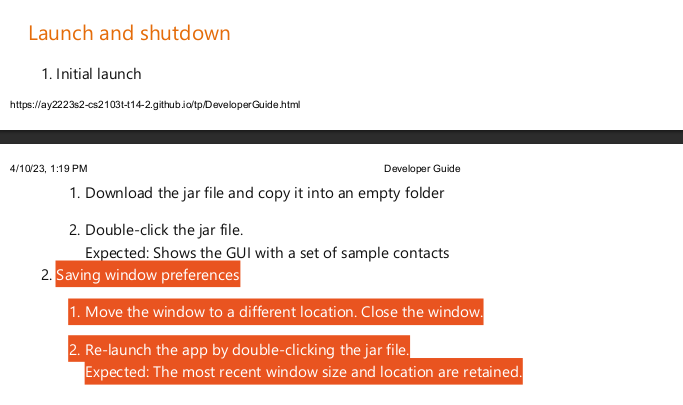 Launch and shutdown
1. Initial launch
https://ay2223s2-cs2103t-t14-2.github.io/tp/DeveloperGuide.html
4/10/23, 1:19 PM Developer Guide
1. Download the jar file and copy it into an empty folder
2. Double-click the jar file.
Expected: Shows the GUI with a set of sample contacts
2. Saving window preferences
1. Move the window to a different location. Close the window.
2. Re-launch the app by double-clicking the jar file.
Expected: The most recent window size and location are retained.